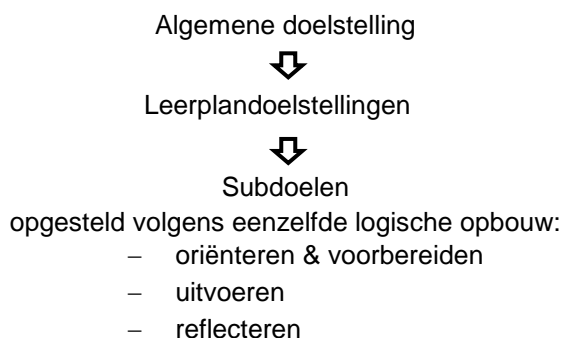 Algemene doelstelling
Leerplandoelstellingen
Subdoelen
opgesteld volgens eenzelfde logische opbouw:
– oriënteren & voorbereiden
– uitvoeren
– reflecteren